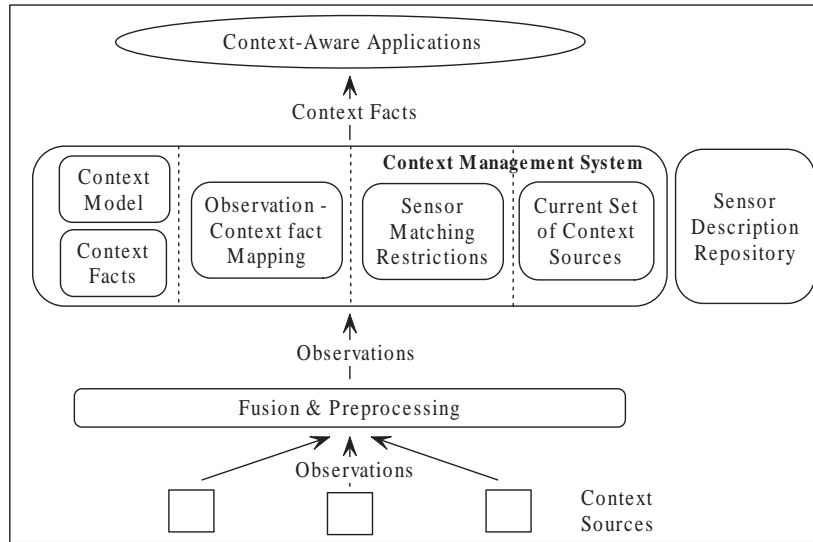 Context-Aware Applications
Context Facts
Context Management System
Context
Model
Context
Facts
Observation -
Context fact
Mapping
Sensor
Matching
Restrictions
Current Set
of Context
Sources
Sensor
Description
Repository
Observations
Fusion & Preprocessing
Observations
Context
Sources